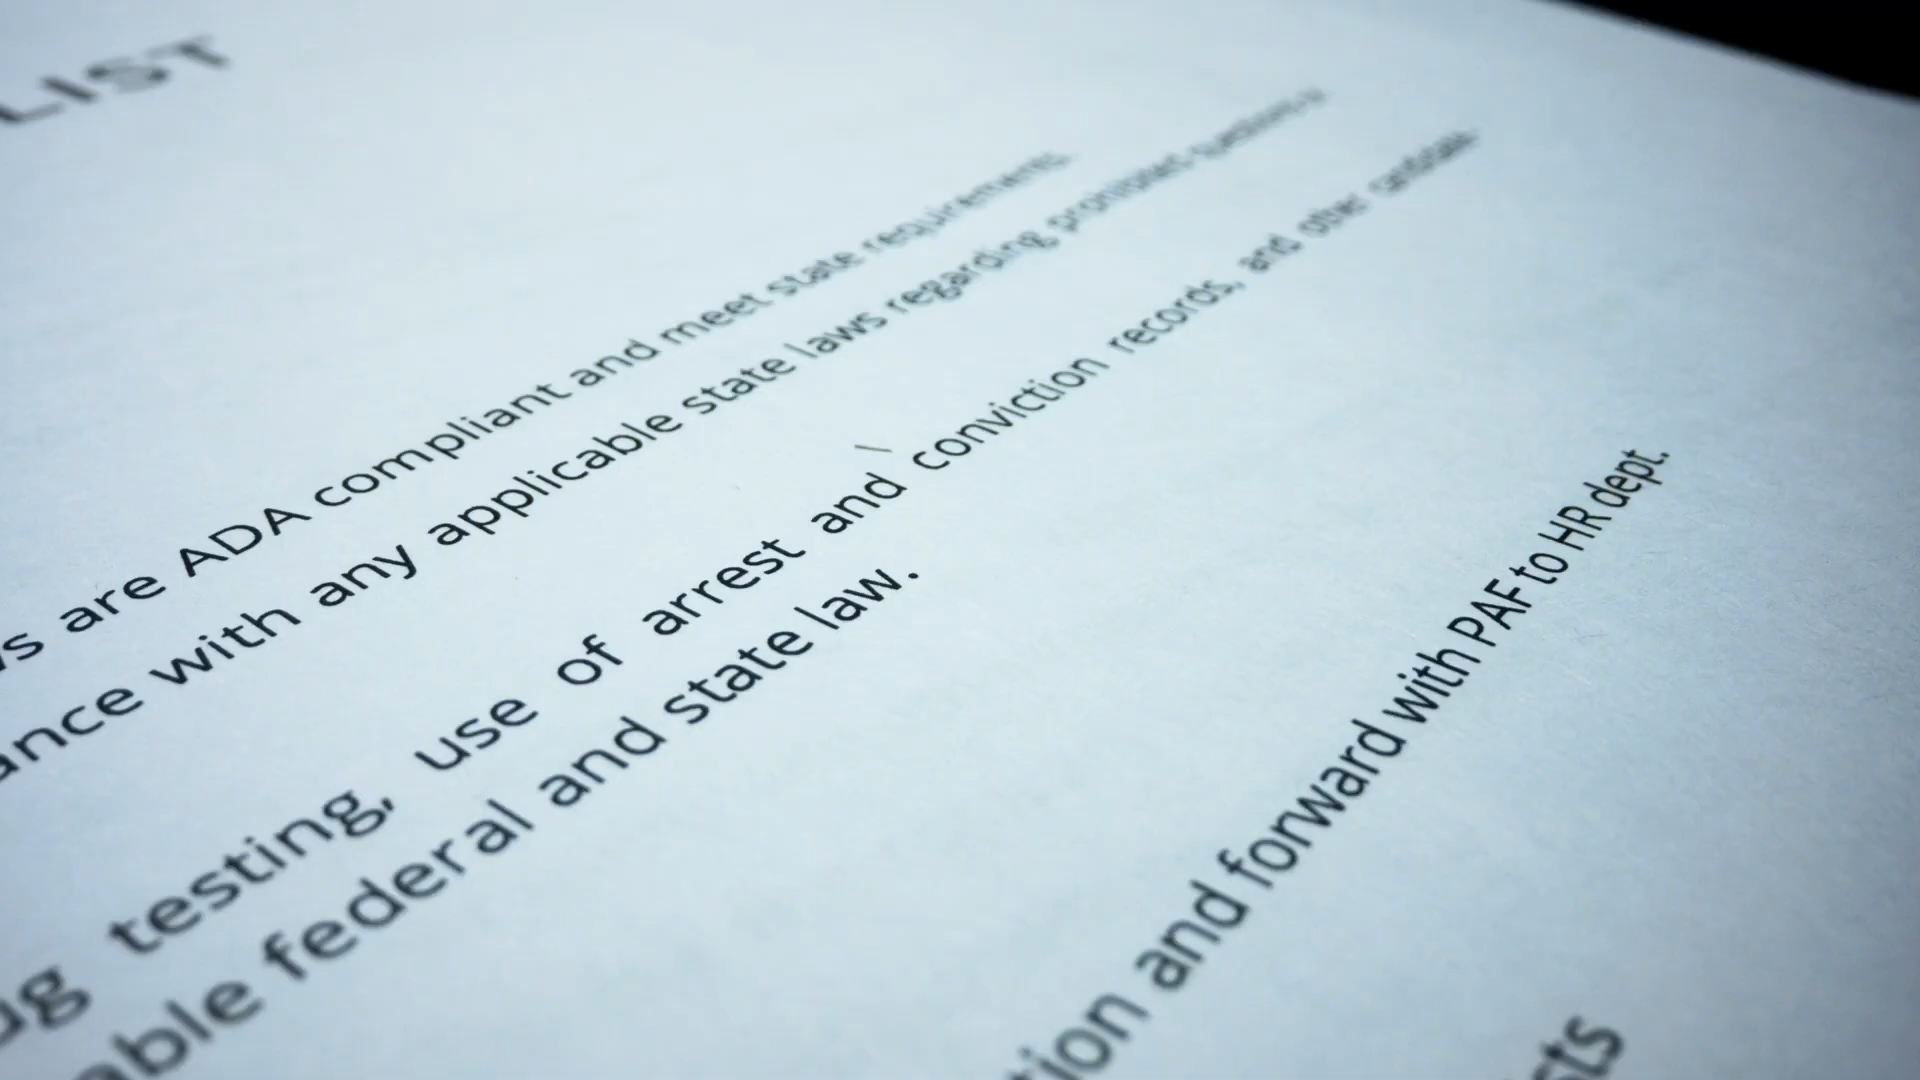 LIST
s are ADA compliant and meet state requirements.
ance with any applicable state laws regarding prohibited questions
ug testing, use of arrest and conviction records, and other candidate
able federal and state law.
tion and forward with PAF to HR dept.
sts